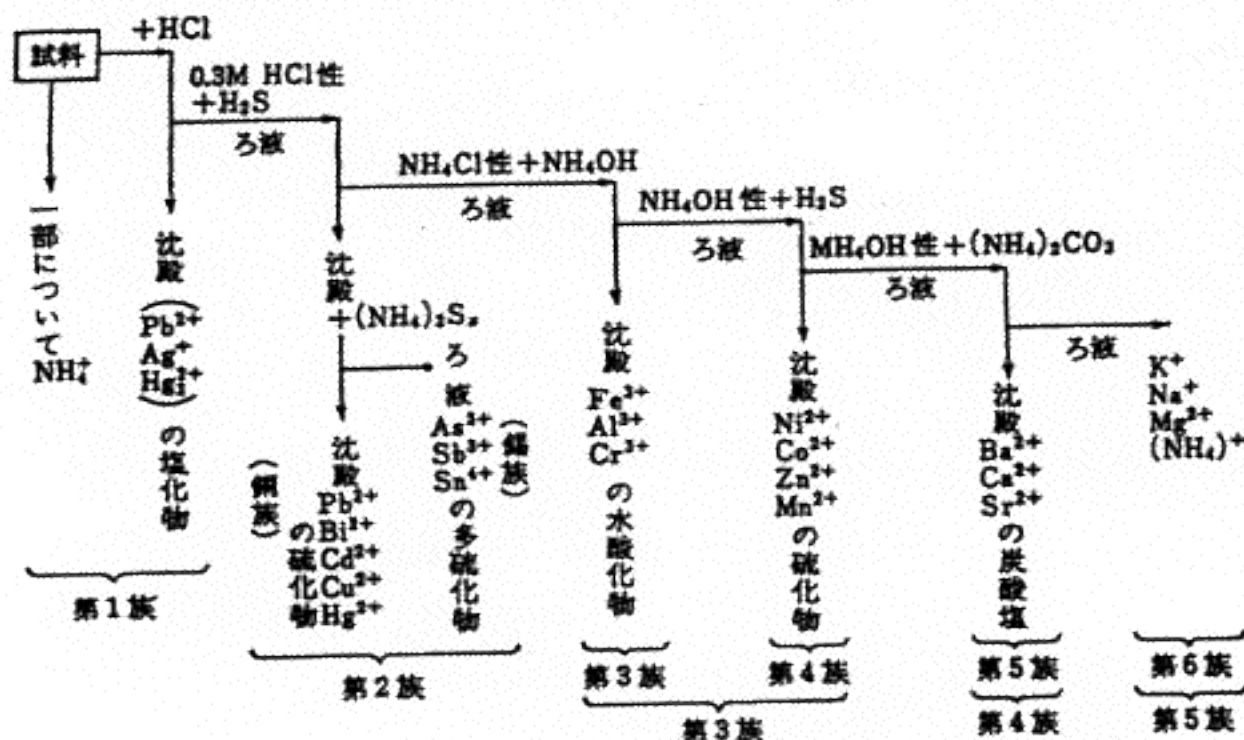 試料
+HCl
0.3M HCl性
+H₂S
ろ液
NH₄Cl性+NH₄OH
ろ液
NH₄OH性+H₂S
ろ液
MH₄OH性+(NH₄)₂CO₃
ろ液
ろ液
一部について
NH₄⁺
沈殿
Pb²⁺
Ag⁺
Hg₂²⁺
の塩化物
沈殿
+(NH₄)₂Sₓ
ろ液
As³⁺
Sb³⁺
Sn⁴⁺
(錫族)
の多硫化物
(銅族)
沈殿
Pb²⁺
Bi²⁺
Cd²⁺
Cu²⁺
Hg²⁺
の硫化物
沈殿
Fe³⁺
Al³⁺
Cr³⁺
の水酸化物
沈殿
Ni²⁺
Co²⁺
Zn²⁺
Mn²⁺
の硫化物
沈殿
Ba²⁺
Ca²⁺
Sr²⁺
の炭酸塩
K⁺
Na⁺
Mg²⁺
(NH₄)⁺
第1族
第2族
第3族
第4族
第5族
第6族
第3族
第4族
第5族